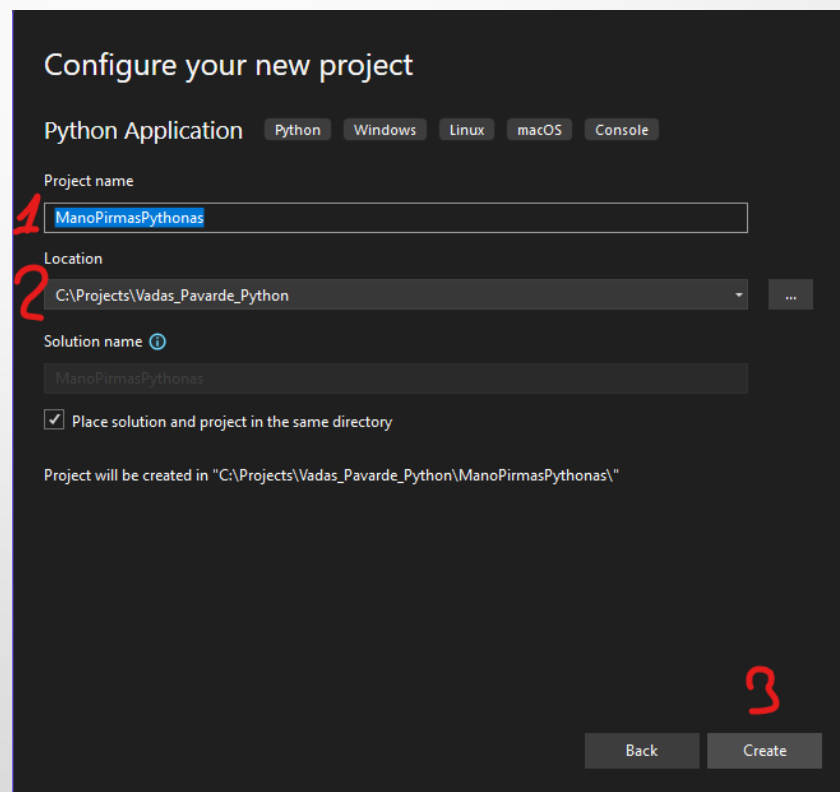 Configure your new project
Python Application Python Windows Linux macOS Console
Project name
1 ManoPirmasPythonas
Location
2 C:\Projects\Vadas_Pavarde_Python ...
Solution name
ManoPirmasPythonas
Place solution and project in the same directory
Project will be created in "C:\Projects\Vadas_Pavarde_Python\ManoPirmasPythonas\"
3
Back Create